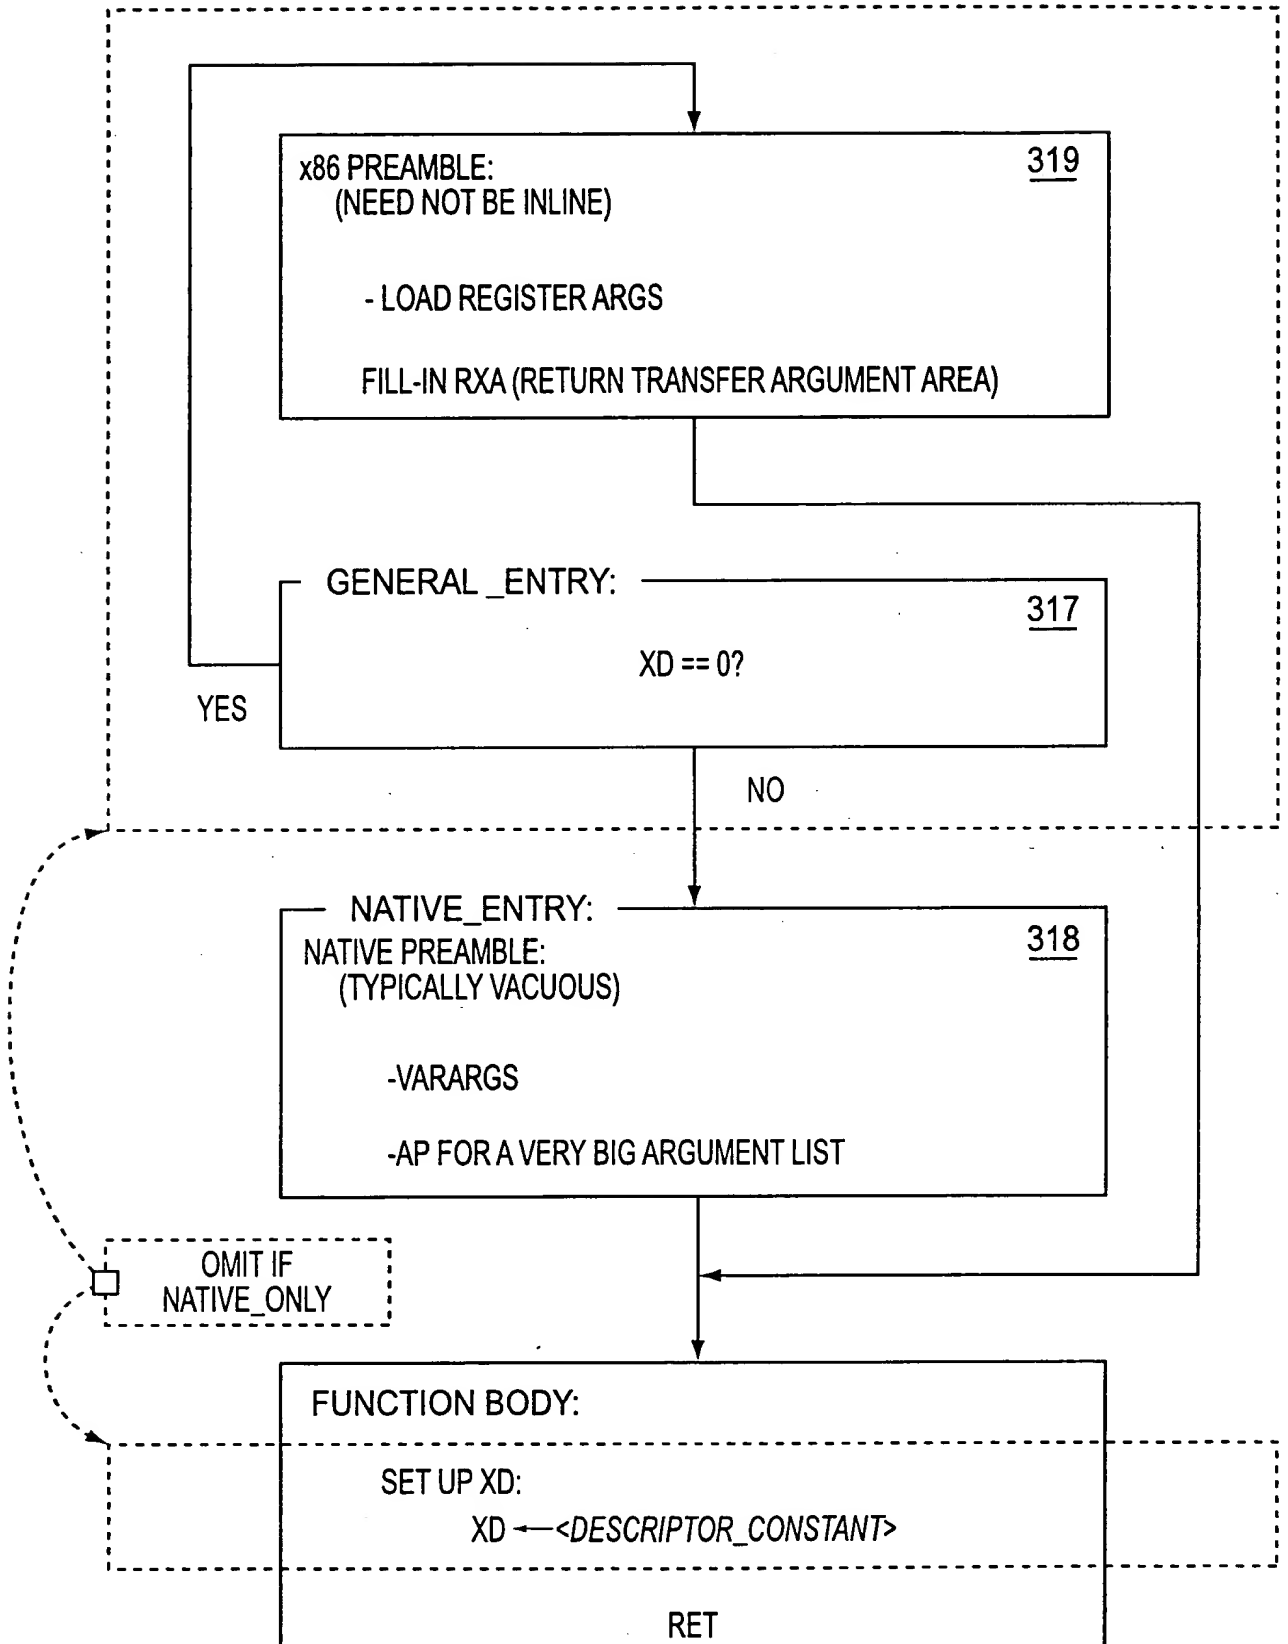 x86 PREAMBLE:
319
(NEED NOT BE INLINE)
- LOAD REGISTER ARGS
FILL-IN RXA (RETURN TRANSFER ARGUMENT AREA)
GENERAL _ENTRY:
317
XD == 0?
YES
NO
NATIVE_ENTRY:
NATIVE PREAMBLE:
318
(TYPICALLY VACUOUS)
-VARARGS
-AP FOR A VERY BIG ARGUMENT LIST
OMIT IF
NATIVE_ONLY
FUNCTION BODY:
SET UP XD:
XD ←<DESCRIPTOR_CONSTANT>
RET